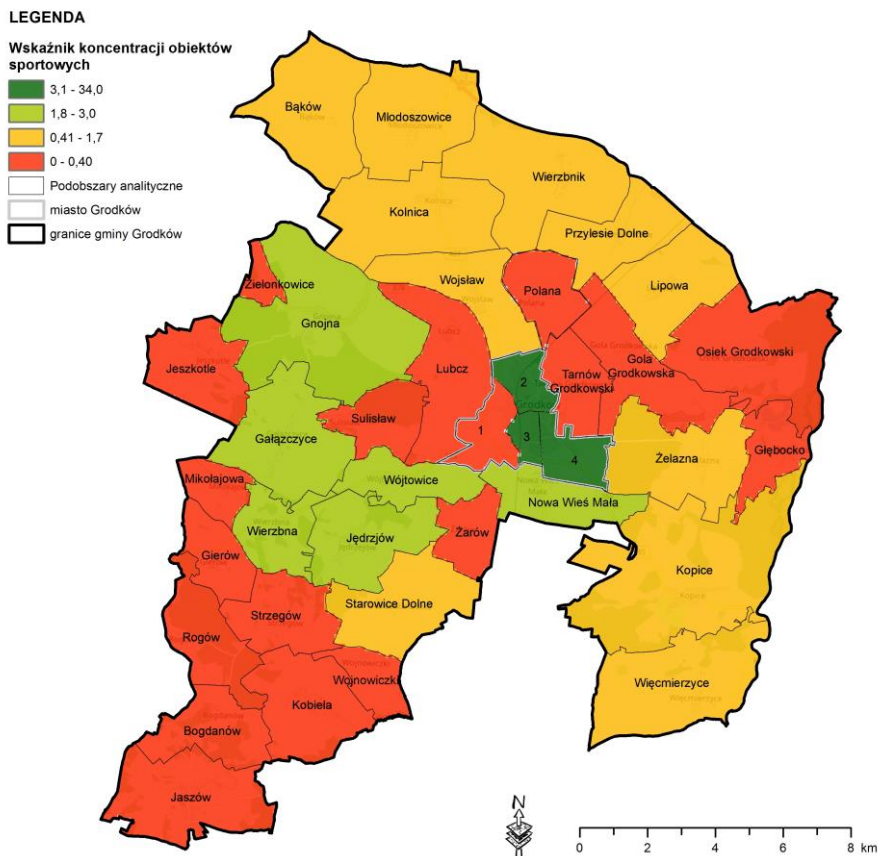 LEGENDA
Wskaźnik koncentracji obiektów
sportowych
3,1 - 34,0
1,8 - 3,0
0,41 - 1,7
0 - 0,40
Podobszary analityczne
miasto Grodków
granice gminy Grodków
Bąków
Młodoszowice
Wierzbnik
Kolnica
Przylesie Dolne
Wojsław
Lipowa
Zielonkowice
Polana
Gnojna
Osiek Grodkowski
Jeszkotle
Lubcz
Tarnów
Grodkowski
Gola
Grodkowska
2
Sulisław
1
3
4
Gałązczyce
Żelazna
Głębocko
Mikołajowa
Wójtowice
Nowa Wieś Mała
Wierzbna
Jędrzjów
Żarów
Gierów
Kopice
Strzegów
Starowice Dolne
Rogów
Wojnowiczki
Więcmierzyce
Kobiela
Bogdanów
Jaszów
N
0 2 4 6 8 km